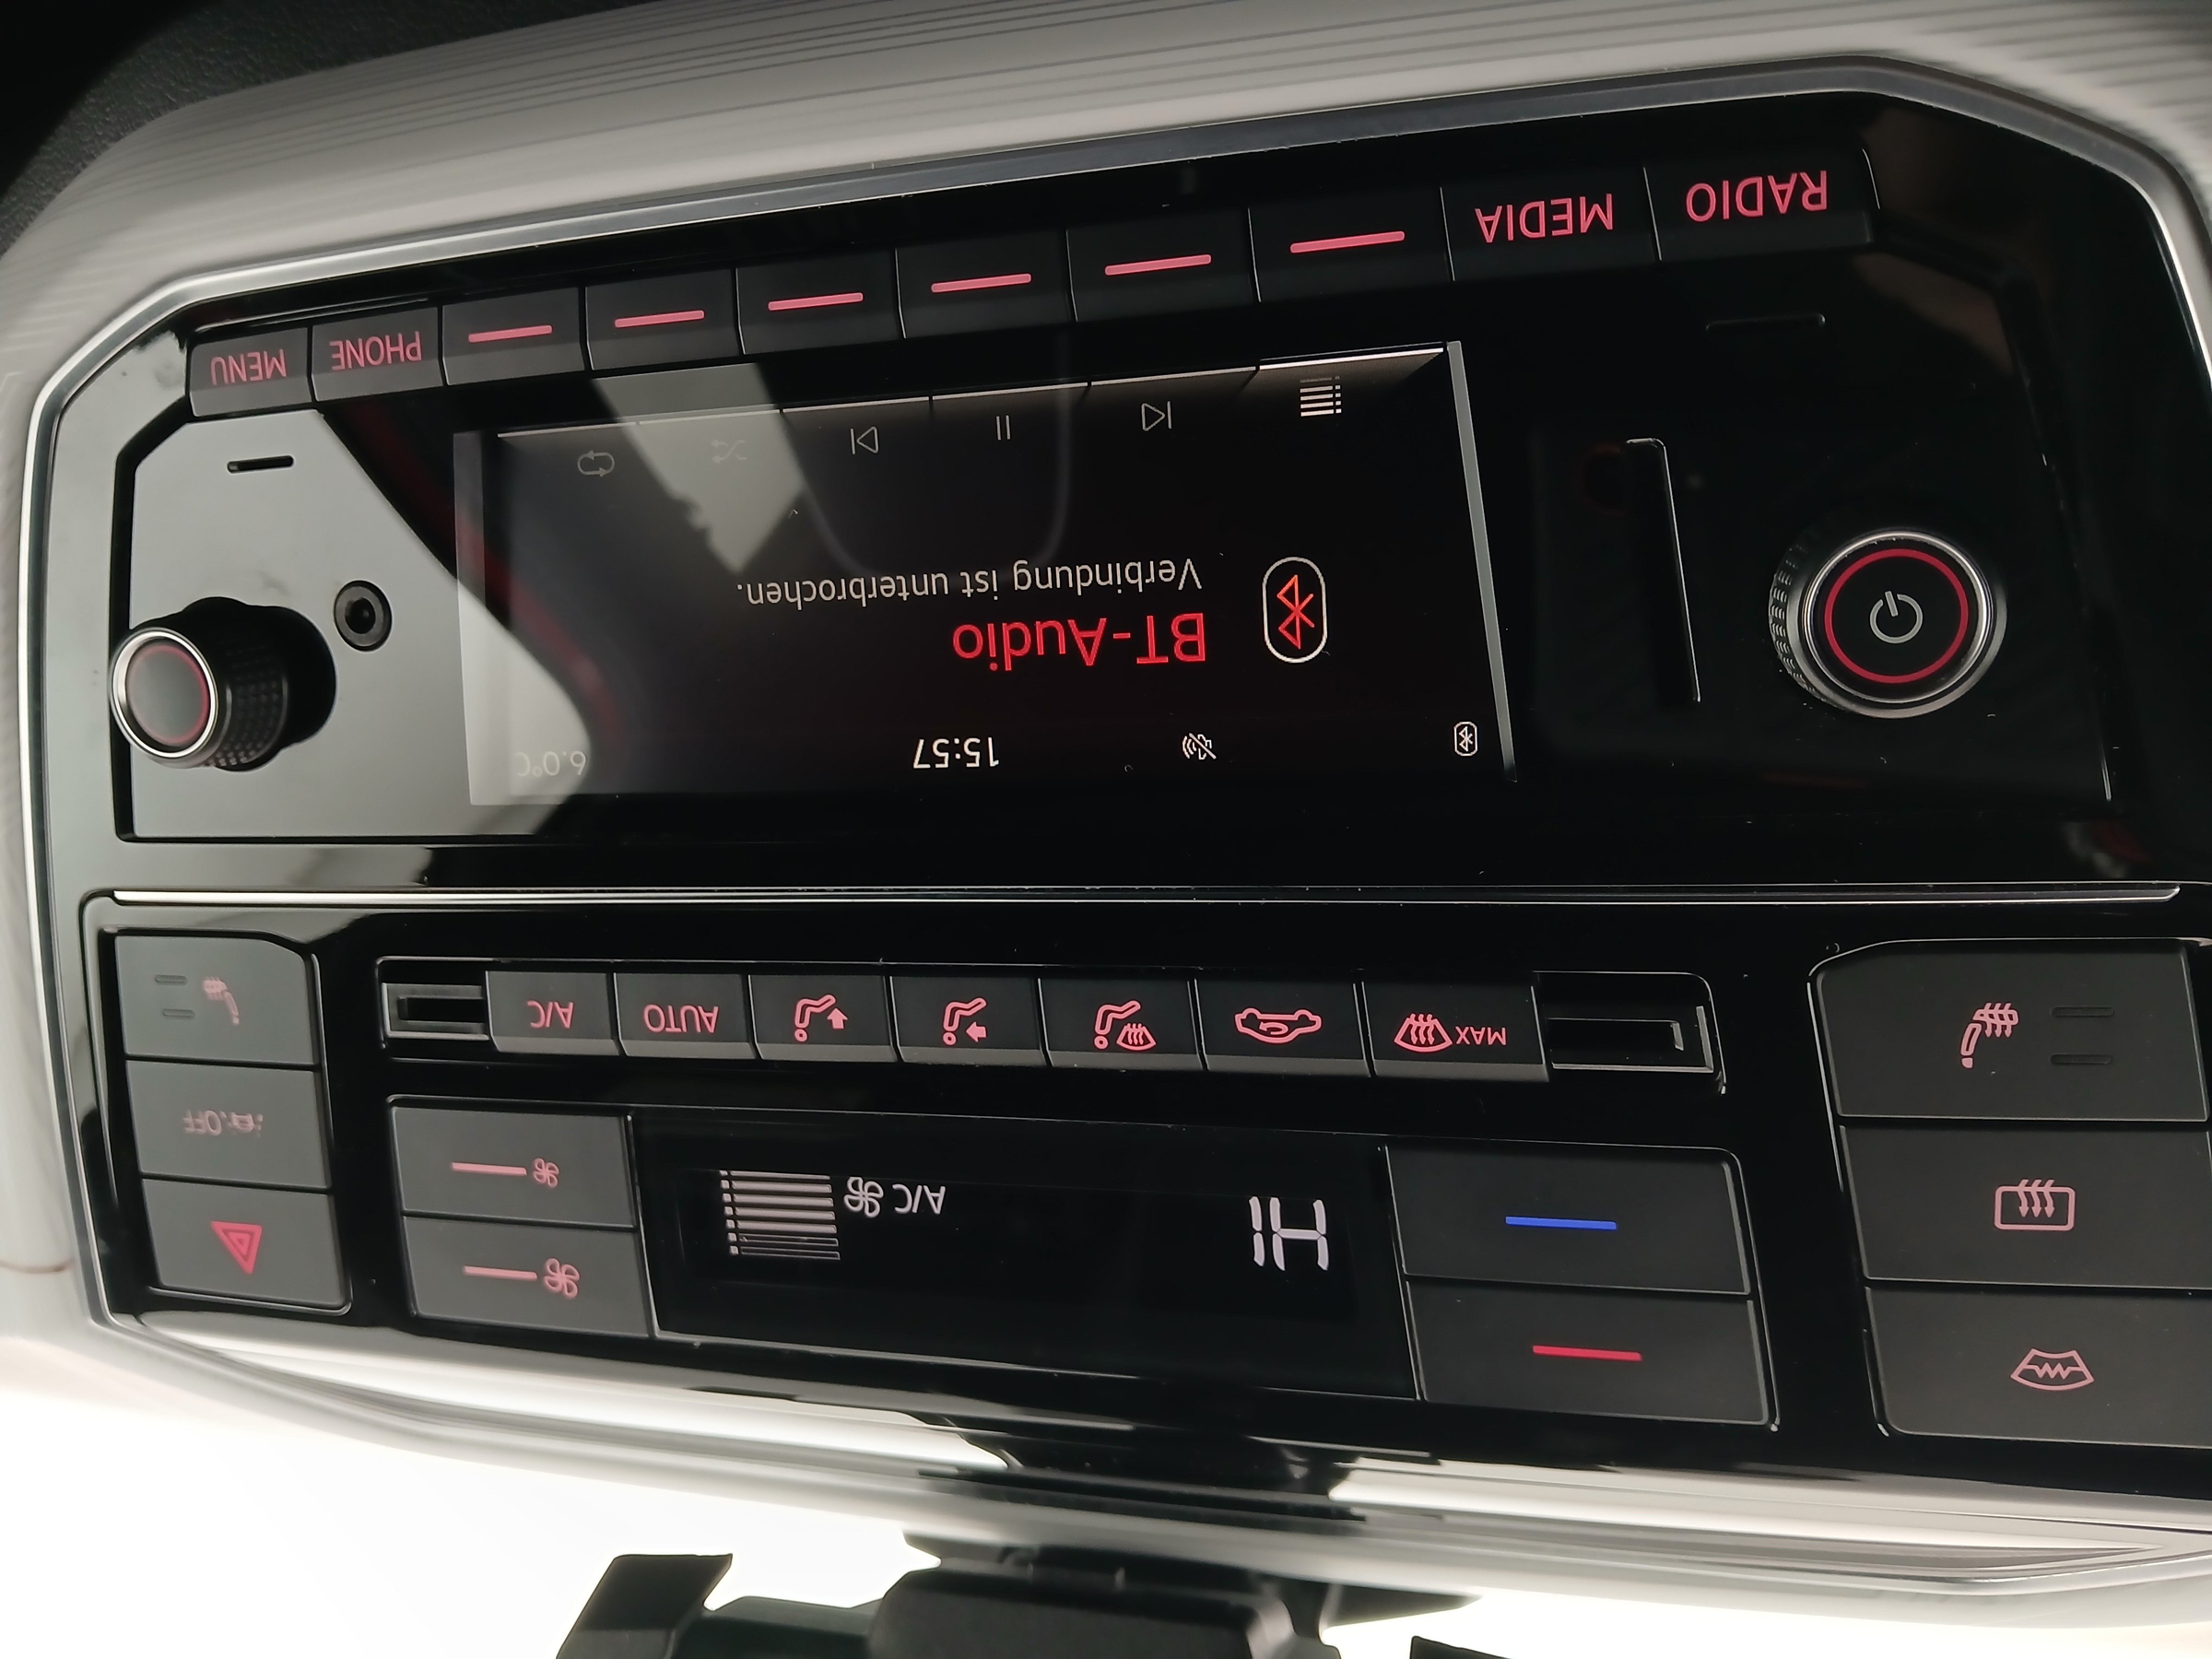 HI A/C
MAX AUTO A/C
OFF
15:57 6.0°C
BT-Audio
Verbindung ist unterbrochen.
RADIO MEDIA PHONE MENU